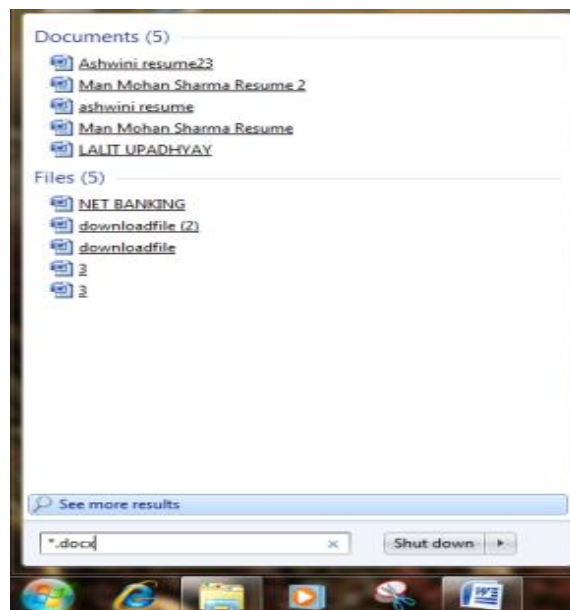 Documents (5)
Ashwini resume23
Man Mohan Sharma Resume 2
ashwini resume
Man Mohan Sharma Resume
LALIT UPADHYAY
Files (5)
NET BANKING
downloadfile (2)
downloadfile
3
3
See more results
*.docx
Shut down